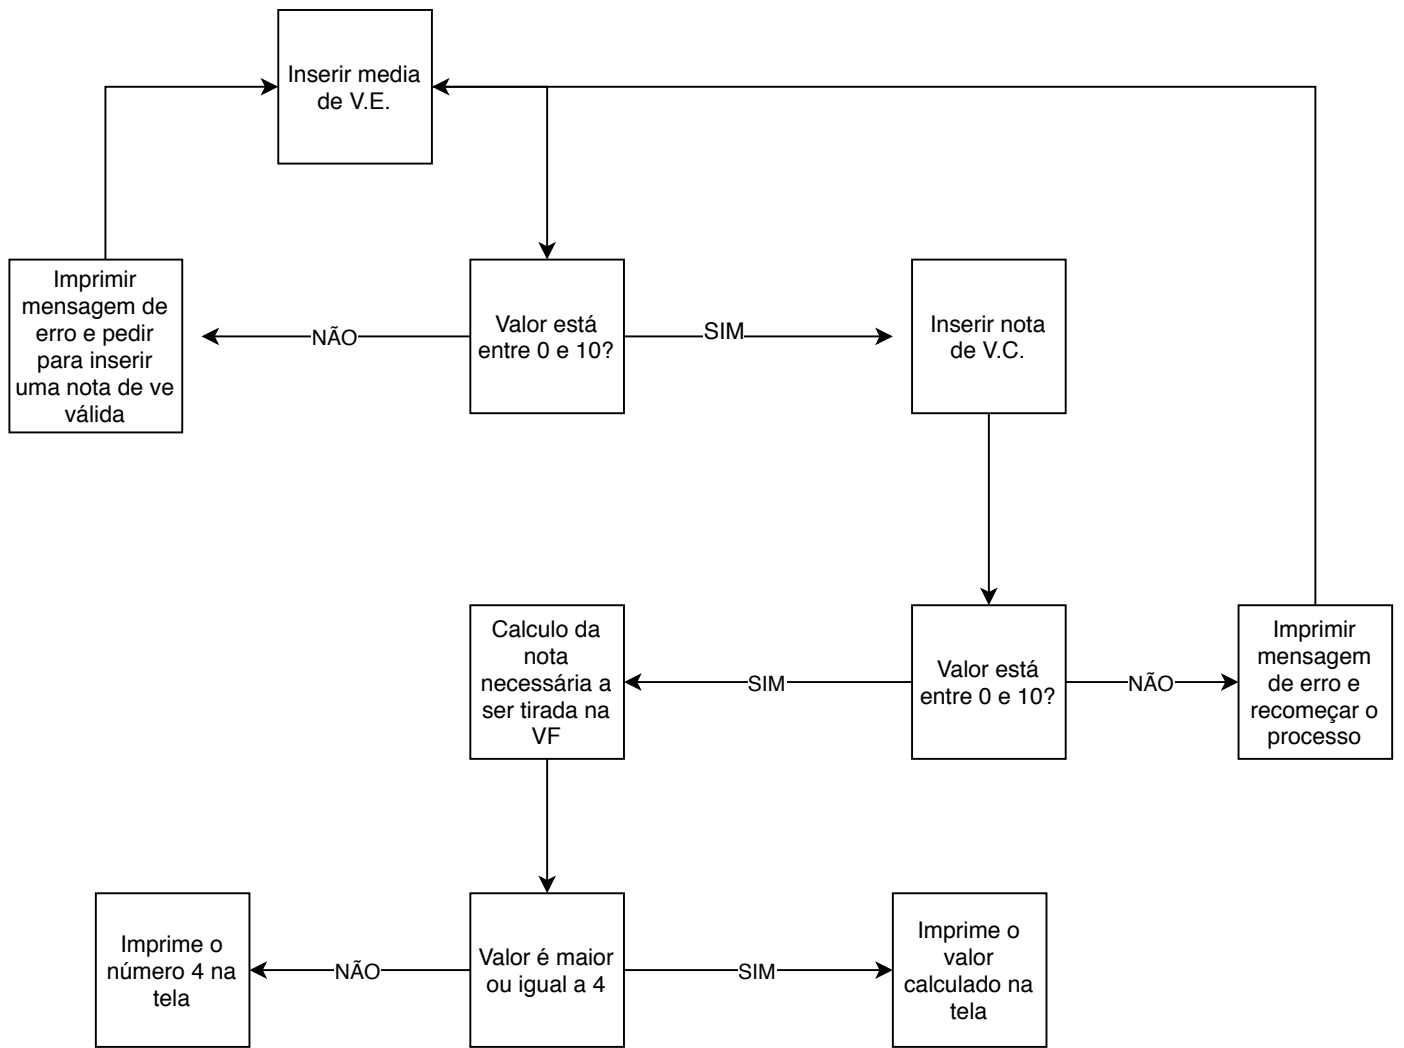 Inserir media
de V.E.
Imprimir
mensagem de
erro e pedir
para inserir
uma nota de ve
válida
NÃO
Valor está
entre 0 e 10?
SIM
Inserir nota
de V.C.
Calculo da
nota
necessária a
ser tirada na
VF
SIM
Valor está
entre 0 e 10?
NÃO
Imprimir
mensagem
de erro e
recomeçar o
processo
Imprime o
número 4 na
tela
NÃO
Valor é maior
ou igual a 4
SIM
Imprime o
valor
calculado na
tela